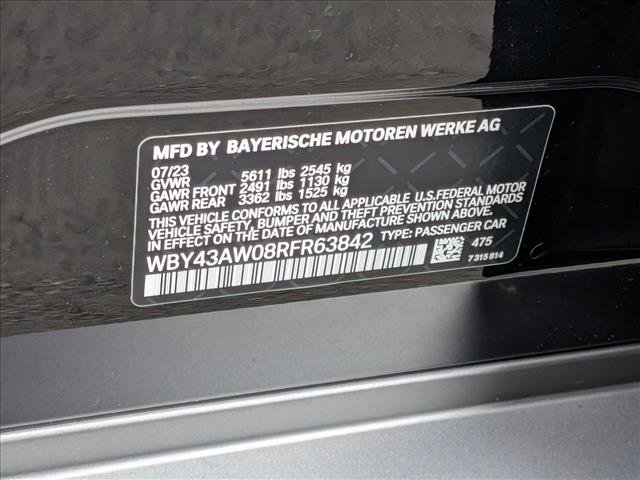 MFD BY BAYERISCHE MOTOREN WERKE AG
07/23
GVWR 5611 lbs 2545 kg
GAWR FRONT 2491 lbs 1130 kg
GAWR REAR 3362 lbs 1525 kg
THIS VEHICLE CONFORMS TO ALL APPLICABLE U.S.FEDERAL MOTOR
VEHICLE SAFETY, BUMPER AND THEFT PREVENTION STANDARDS
IN EFFECT ON THE DATE OF MANUFACTURE SHOWN ABOVE.
WBY43AW08RFR63842 TYPE: PASSENGER CAR
475
7315814